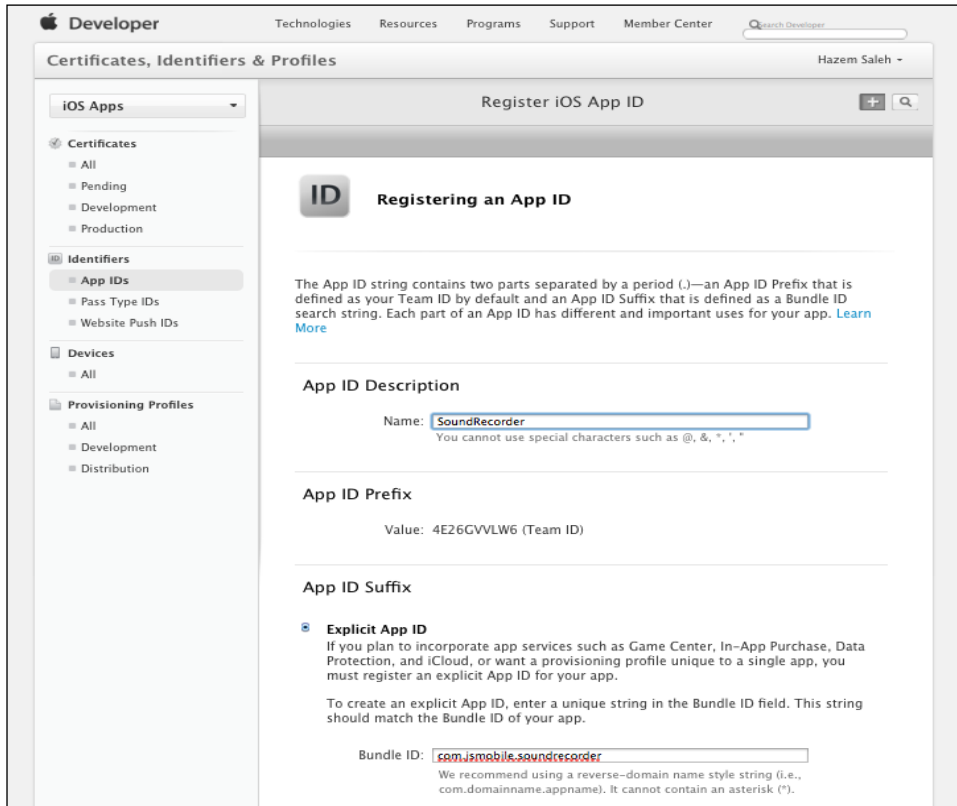 Developer
Technologies Resources Programs Support Member Center Search Developer
Certificates, Identifiers & Profiles
Hazem Saleh
iOS Apps
Certificates
All
Pending
Development
Production
Identifiers
App IDs
Pass Type IDs
Website Push IDs
Devices
All
Provisioning Profiles
All
Development
Distribution
Register iOS App ID
ID
Registering an App ID
The App ID string contains two parts separated by a period (.)—an App ID Prefix that is
defined as your Team ID by default and an App ID Suffix that is defined as a Bundle ID
search string. Each part of an App ID has different and important uses for your app. Learn
More
App ID Description
Name: SoundRecorder
You cannot use special characters such as @, &, *, ', "
App ID Prefix
Value: 4E26GVVLW6 (Team ID)
App ID Suffix
Explicit App ID
If you plan to incorporate app services such as Game Center, In-App Purchase, Data
Protection, and iCloud, or want a provisioning profile unique to a single app, you
must register an explicit App ID for your app.
To create an explicit App ID, enter a unique string in the Bundle ID field. This string
should match the Bundle ID of your app.
Bundle ID: com.jsmobile.soundrecorder
We recommend using a reverse-domain name style string (i.e.,
com.domainname.appname). It cannot contain an asterisk (*).